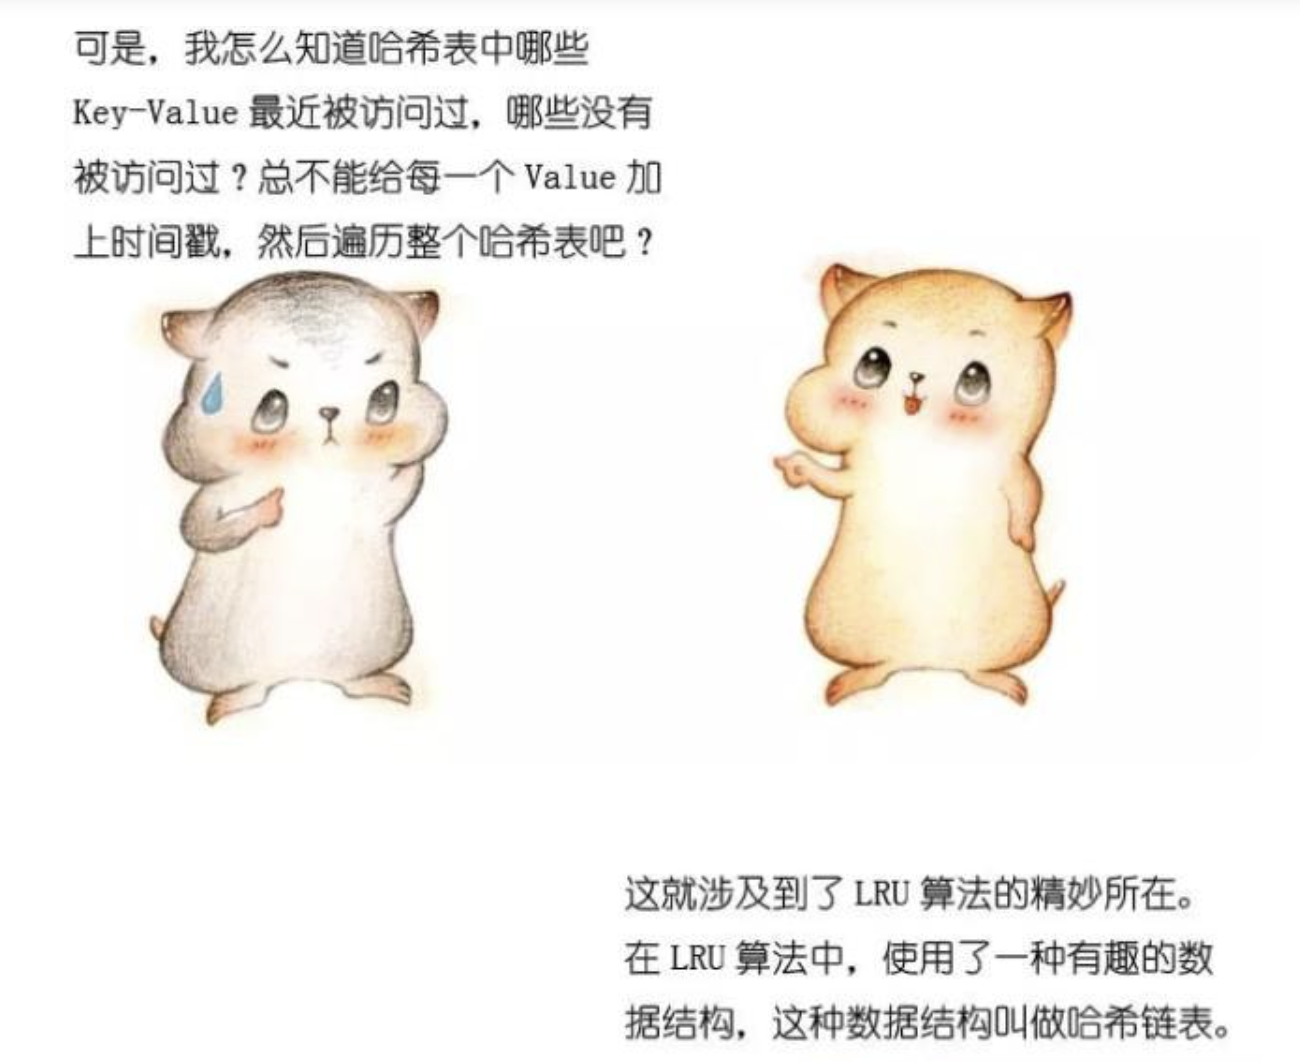 可是，我怎么知道哈希表中哪些
Key-Value 最近被访问过，哪些没有
被访问过？总不能给每一个 Value 加
上时间戳，然后遍历整个哈希表吧？
这就涉及到了 LRU 算法的精妙所在。
在 LRU 算法中，使用了一种有趣的数
据结构，这种数据结构叫做哈希链表。